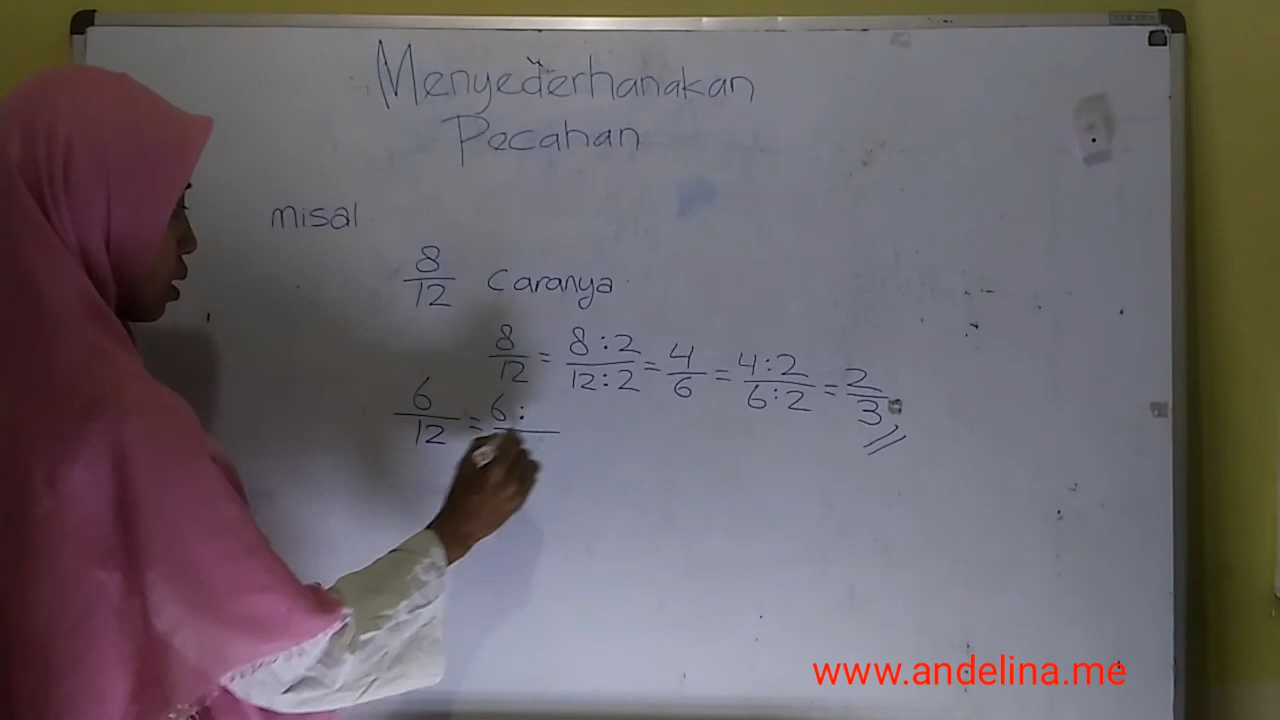 Menyederhanakan
Pecahan
misal
8/12 Caranya
8/12 = 8:2/12:2 = 4/6 = 4:2/6:2 = 2/3 //
6/12 = 6:
www.andelina.me